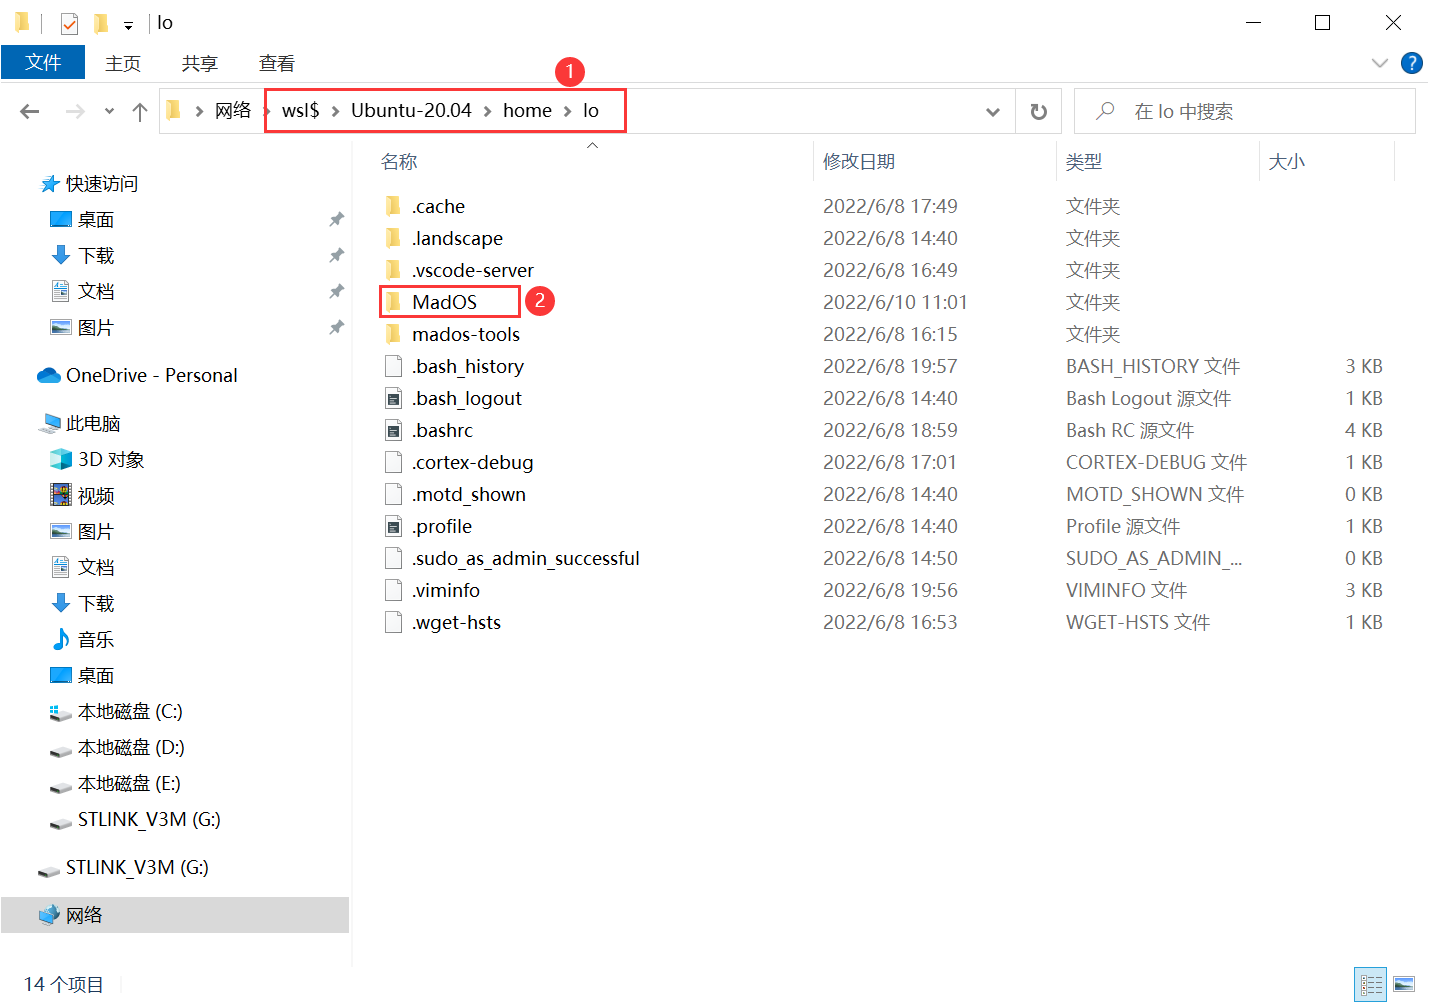 lo
文件 主页 共享 查看
1
网络 wsl$ Ubuntu-20.04 home lo
在 lo 中搜索
名称 修改日期 类型 大小
快速访问
桌面
下载
文档
图片
OneDrive - Personal
此电脑
3D 对象
视频
图片
文档
下载
音乐
桌面
本地磁盘 (C:)
本地磁盘 (D:)
本地磁盘 (E:)
STLINK_V3M (G:)
STLINK_V3M (G:)
网络
.cache 2022/6/8 17:49 文件夹
.landscape 2022/6/8 14:40 文件夹
.vscode-server 2022/6/8 16:49 文件夹
MadOS 2 2022/6/10 11:01 文件夹
mados-tools 2022/6/8 16:15 文件夹
.bash_history 2022/6/8 19:57 BASH_HISTORY 文件 3 KB
.bash_logout 2022/6/8 14:40 Bash Logout 源文件 1 KB
.bashrc 2022/6/8 18:59 Bash RC 源文件 4 KB
.cortex-debug 2022/6/8 17:01 CORTEX-DEBUG 文件 1 KB
.motd_shown 2022/6/8 14:40 MOTD_SHOWN 文件 0 KB
.profile 2022/6/8 14:40 Profile 源文件 1 KB
.sudo_as_admin_successful 2022/6/8 14:50 SUDO_AS_ADMIN_... 0 KB
.viminfo 2022/6/8 19:56 VIMINFO 文件 3 KB
.wget-hsts 2022/6/8 16:53 WGET-HSTS 文件 1 KB
14 个项目